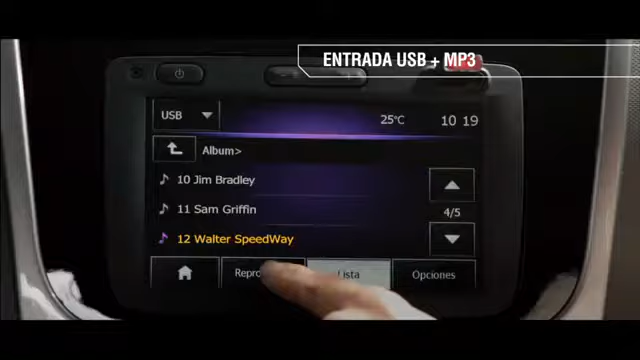 ENTRADA USB + MP3
USB
25°C
10 19
Album>
10 Jim Bradley
11 Sam Griffin
4/5
12 Walter SpeedWay
Lista
Opciones